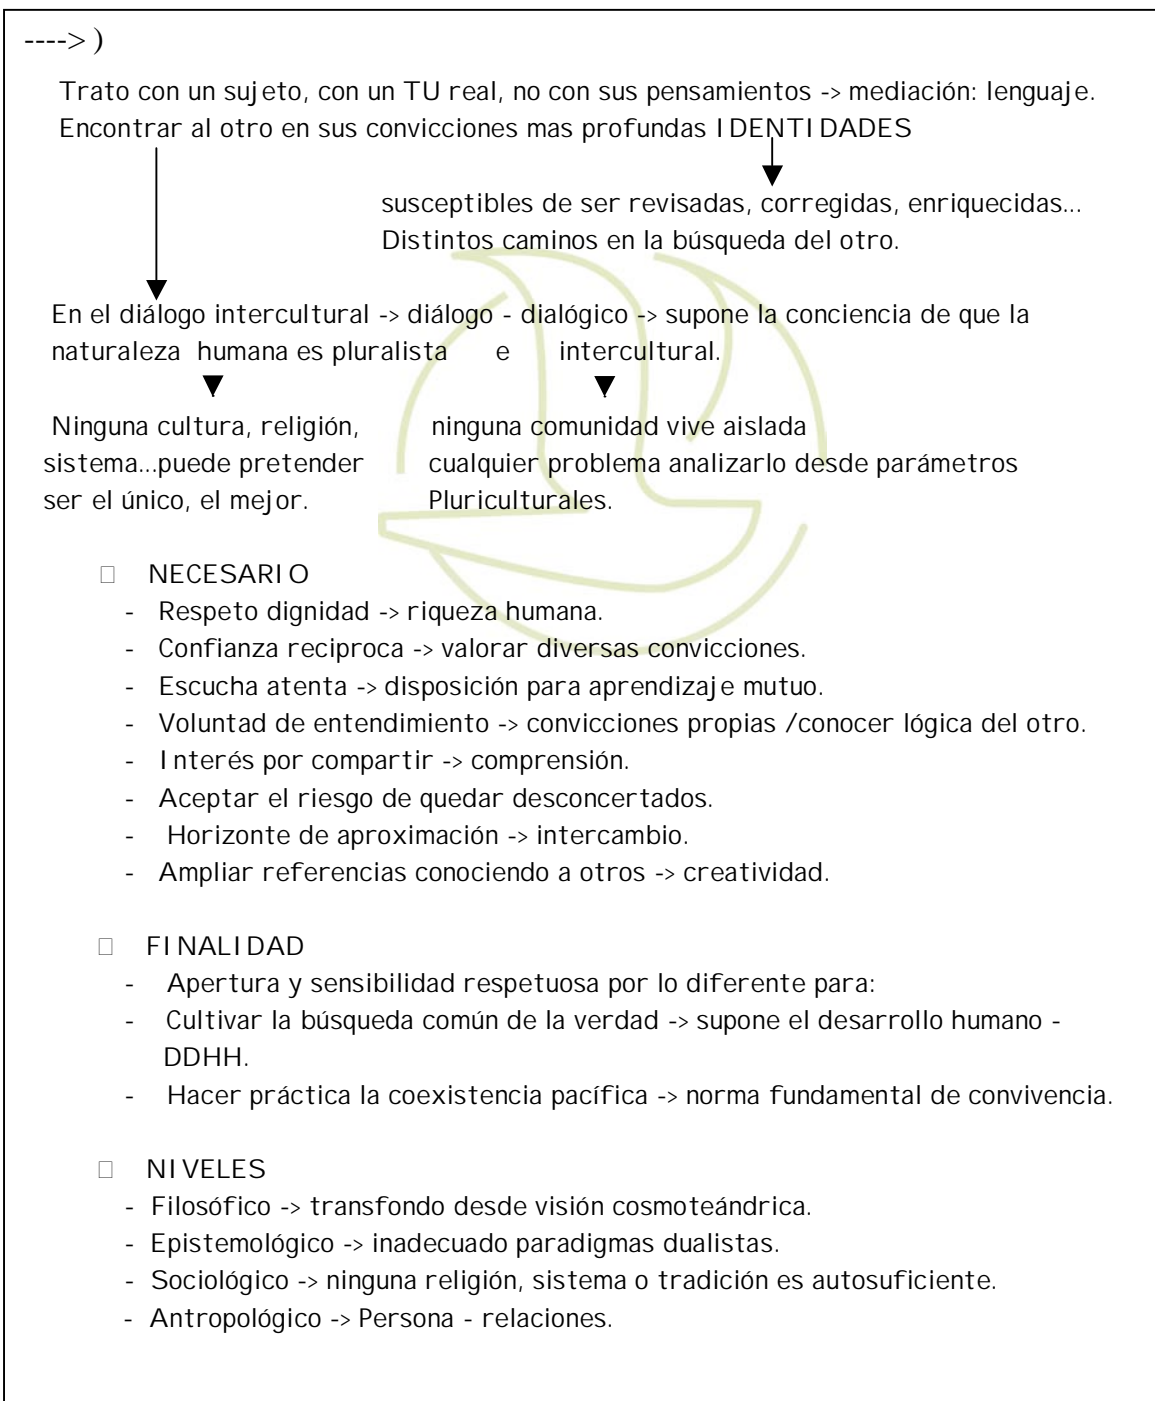 ----> )
Trato con un sujeto, con un TU real, no con sus pensamientos -> mediación: lenguaje.
Encontrar al otro en sus convicciones mas profundas IDENTIDADES
susceptibles de ser revisadas, corregidas, enriquecidas...
Distintos caminos en la búsqueda del otro.
En el diálogo intercultural -> diálogo - dialógico -> supone la conciencia de que la
naturaleza humana es pluralista e intercultural.
Ninguna cultura, religión,
sistema...puede pretender
ser el único, el mejor.
ninguna comunidad vive aislada
cualquier problema analizarlo desde parámetros
Pluriculturales.
NECESARIO
- Respeto dignidad -> riqueza humana.
- Confianza reciproca -> valorar diversas convicciones.
- Escucha atenta -> disposición para aprendizaje mutuo.
- Voluntad de entendimiento -> convicciones propias /conocer lógica del otro.
- Interés por compartir -> comprensión.
- Aceptar el riesgo de quedar desconcertados.
- Horizonte de aproximación -> intercambio.
- Ampliar referencias conociendo a otros -> creatividad.
FINALIDAD
- Apertura y sensibilidad respetuosa por lo diferente para:
- Cultivar la búsqueda común de la verdad -> supone el desarrollo humano -
DDHH.
- Hacer práctica la coexistencia pacífica -> norma fundamental de convivencia.
NIVELES
- Filosófico -> transfondo desde visión cosmoteándrica.
- Epistemológico -> inadecuado paradigmas dualistas.
- Sociológico -> ninguna religión, sistema o tradición es autosuficiente.
- Antropológico -> Persona - relaciones.